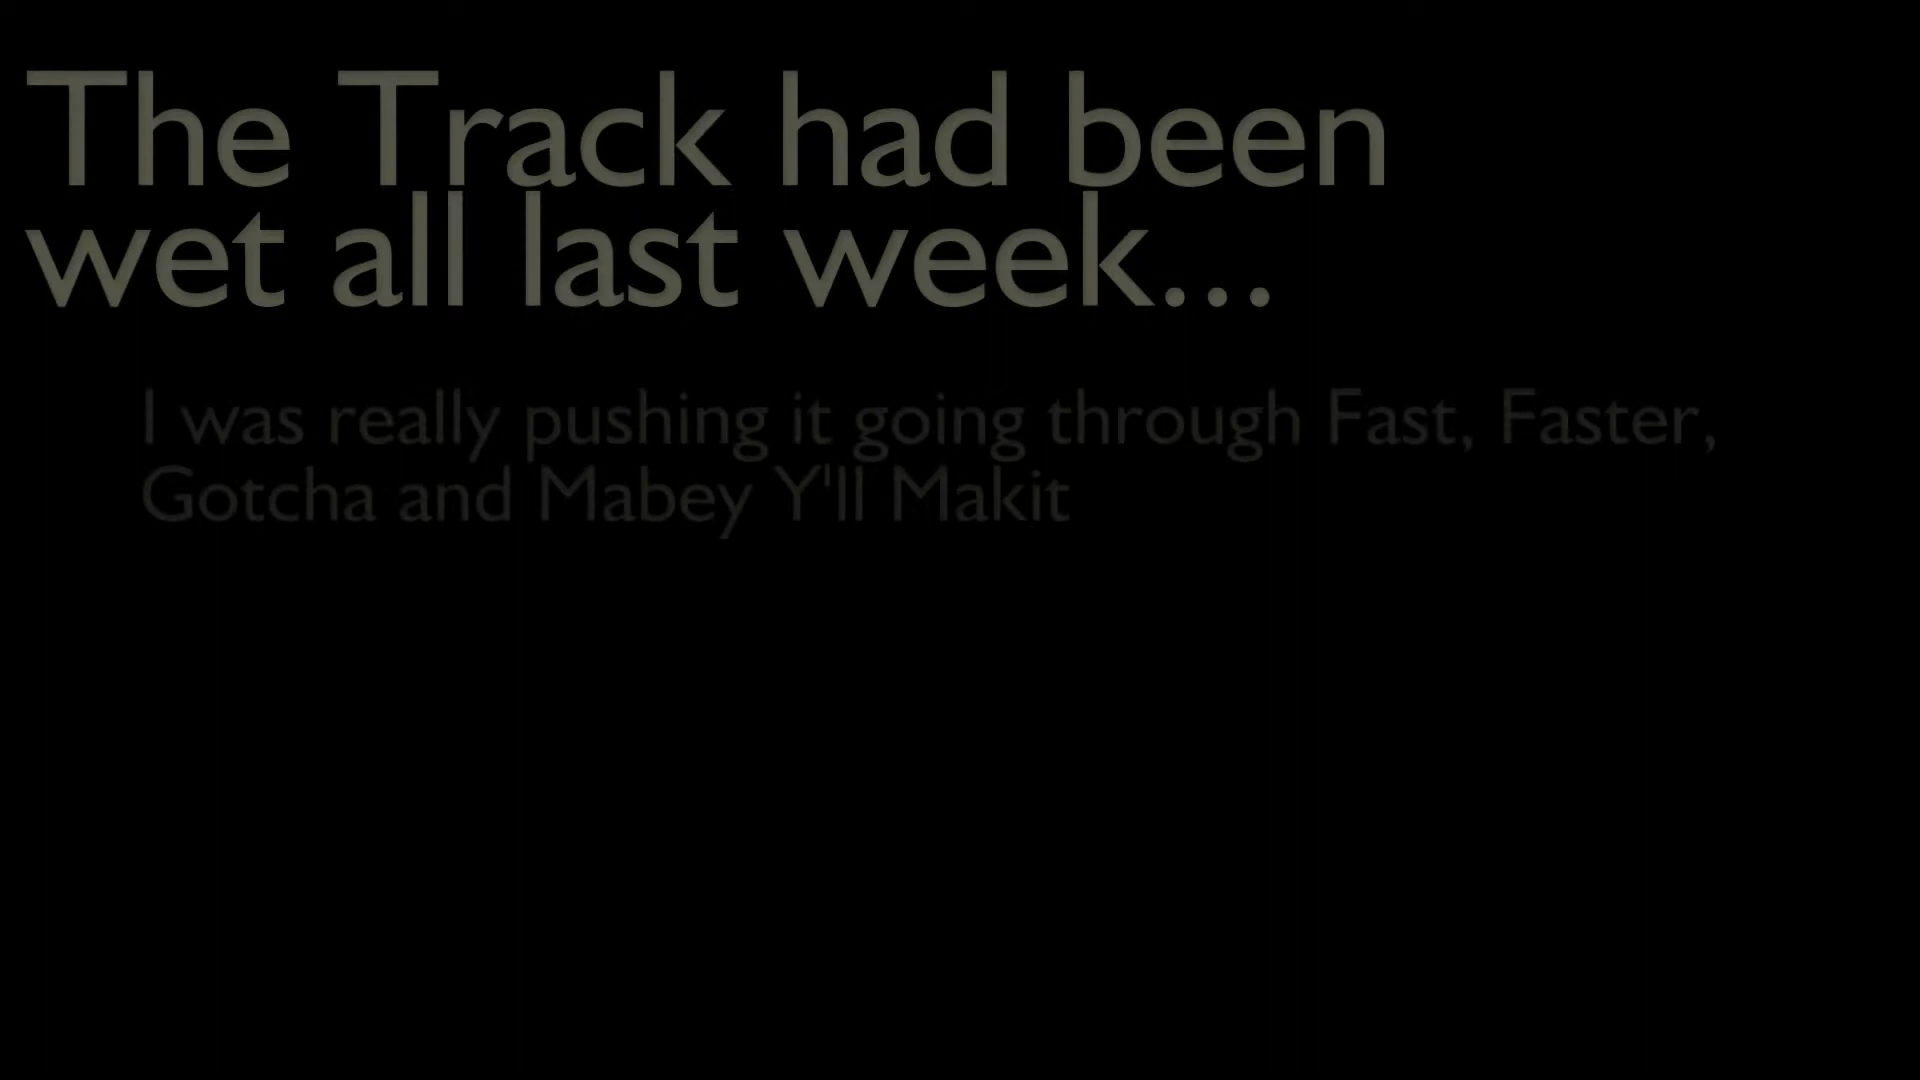 The Track had been
wet all last week...
I was really pushing it going through Fast, Faster,
Gotcha and Mabey Y'll Makit